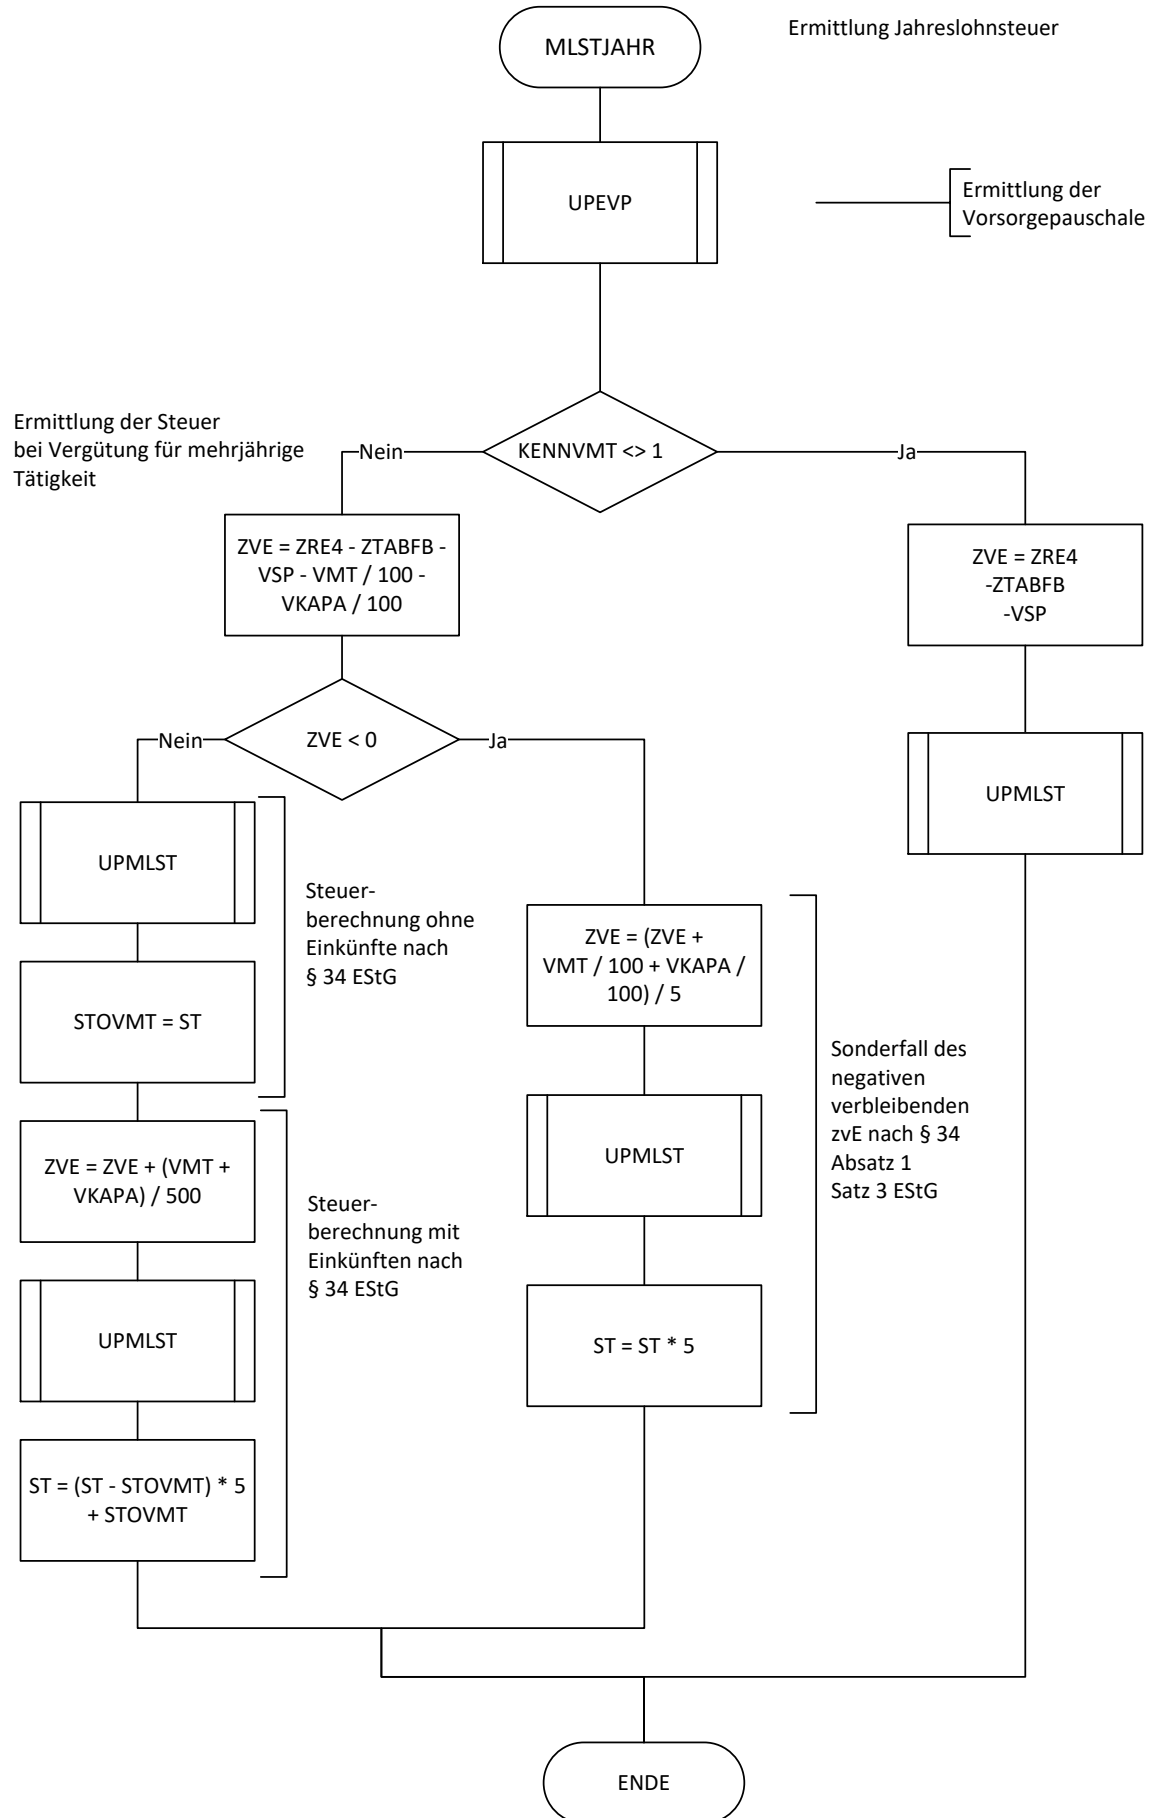 MLSTJAHR
Ermittlung Jahreslohnsteuer
UPEVP
Ermittlung der
Vorsorgepauschale
Ermittlung der Steuer
bei Vergütung für mehrjährige
Tätigkeit
Nein
KENNVMT <> 1
Ja
ZVE = ZRE4 - ZTABFB -
VSP - VMT / 100 -
VKAPA / 100
ZVE = ZRE4
-ZTABFB
-VSP
Nein
ZVE < 0
Ja
UPMLST
UPMLST
Steuer-
berechnung ohne
Einkünfte nach
§ 34 EStG
STOVMT = ST
ZVE = (ZVE +
VMT / 100 + VKAPA /
100) / 5
Sonderfall des
negativen
verbleibenden
zvE nach § 34
Absatz 1
Satz 3 EStG
ZVE = ZVE + (VMT +
VKAPA) / 500
UPMLST
Steuer-
berechnung mit
Einkünften nach
§ 34 EStG
UPMLST
ST = ST * 5
ST = (ST - STOVMT) * 5
+ STOVMT
ENDE